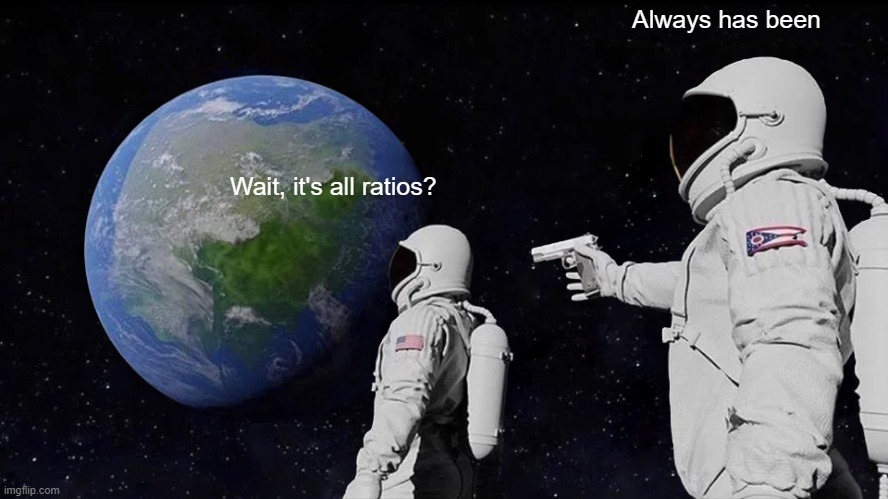 Always has been
Wait, it's all ratios?
imgflip.com